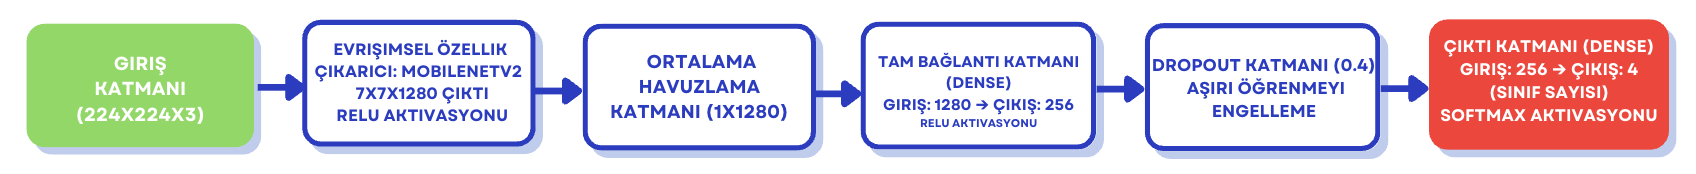 GIRIŞ
KATMANI
(224X224X3)
EVRIŞIMSEL ÖZELLIK
ÇIKARICI: MOBILENETV2
7X7X1280 ÇIKTI
RELU AKTIVASYONU
ORTALAMA
HAVUZLAMA
KATMANI (1X1280)
TAM BAĞLANTI KATMANI
(DENSE)
GIRIŞ: 1280 → ÇIKIŞ: 256
RELU AKTIVASYONU
DROPOUT KATMANI (0.4)
AŞIRI ÖĞRENMEYI
ENGELLEME
ÇIKTI KATMANI (DENSE)
GIRIŞ: 256 → ÇIKIŞ: 4
(SINIF SAYISI)
SOFTMAX AKTIVASYONU